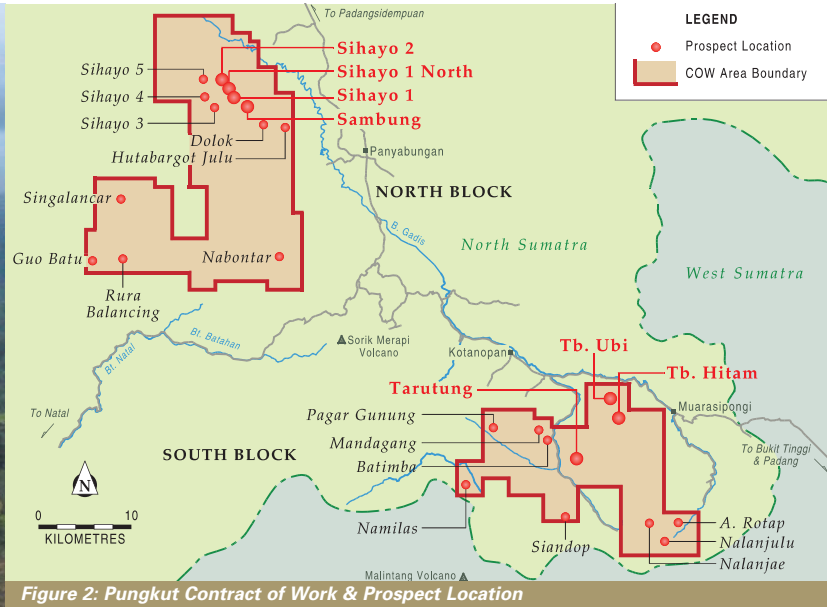 To Padangsidempuan
LEGEND
Prospect Location
COW Area Boundary
Sihayo 2
Sihayo 1 North
Sihayo 1
Sambung
Sihayo 5
Sihayo 4
Sihayo 3
Dolok
Hutabargot Julu
Panyabungan
NORTH BLOCK
Singalancar
B. Gadis
North Sumatra
West Sumatra
Guo Batu
Nabontar
Rura
Balancing
Bt. Natal
Bt. Batahan
Sorik Merapi
Volcano
Kotanopan
Tb. Ubi
Tb. Hitam
Tarutung
To Natal
Pagar Gunung
Mandagang
Batimba
Muarasipongi
To Bukit Tinggi
& Padang
SOUTH BLOCK
N
0 10
KILOMETRES
Namilas
Siandop
A. Rotap
Nalanjulu
Nalanjae
Malintang Volcano
Figure 2: Pungkut Contract of Work & Prospect Location